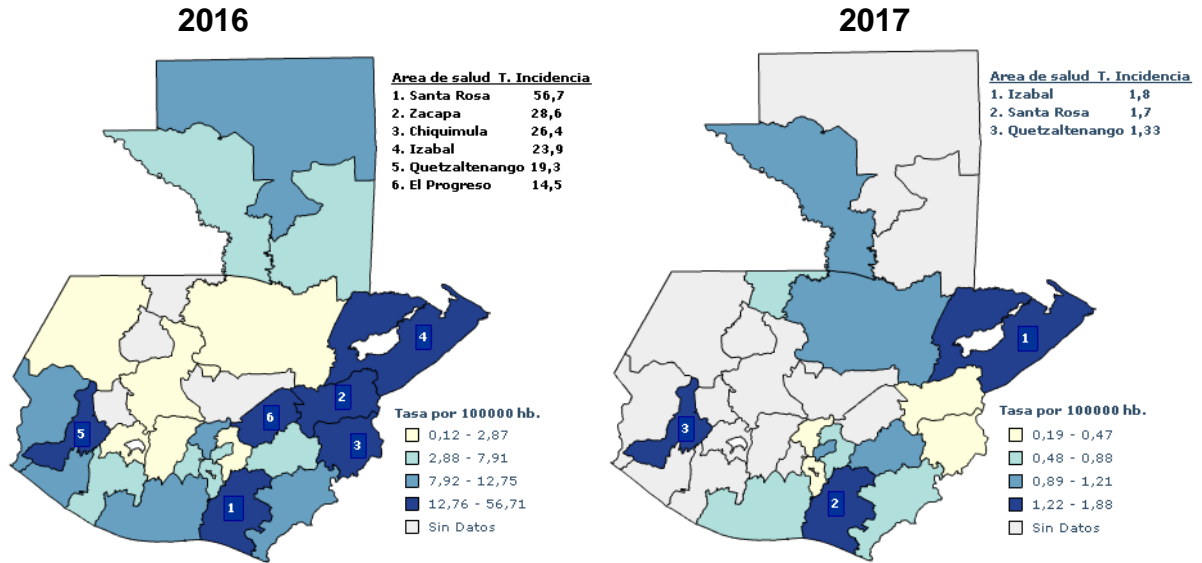 2016
Area de salud T. Incidencia
1. Santa Rosa 56,7
2. Zacapa 28,6
3. Chiquimula 26,4
4. Izabal 23,9
5. Quetzaltenango 19,3
6. El Progreso 14,5
4
2
6
3
5
1
Tasa por 100000 hb.
0,12 - 2,87
2,88 - 7,91
7,92 - 12,75
12,76 - 56,71
Sin Datos
2017
Area de salud T. Incidencia
1. Izabal 1,8
2. Santa Rosa 1,7
3. Quetzaltenango 1,33
1
3
2
Tasa por 100000 hb.
0,19 - 0,47
0,48 - 0,88
0,89 - 1,21
1,22 - 1,88
Sin Datos